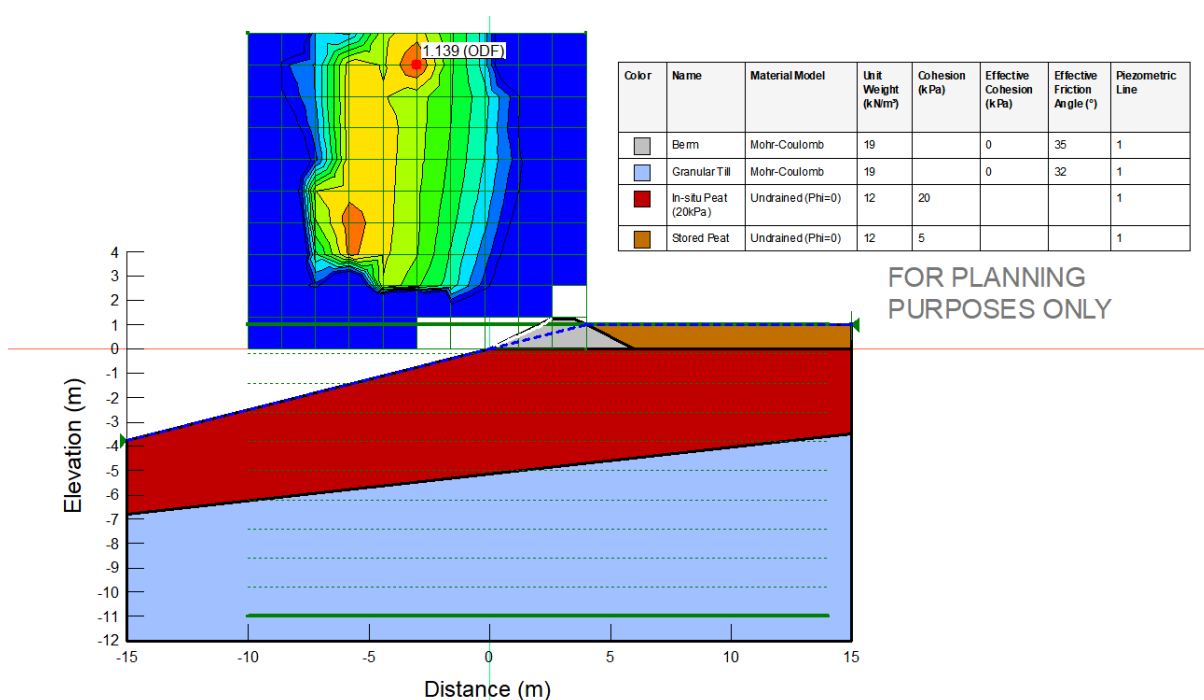 1.139 (ODF)
Color Name Material Model Unit Weight (kN/m³) Cohesion (kPa) Effective Cohesion (kPa) Effective Friction Angle (°) Piezometric Line
Berm Mohr-Coulomb 19 0 35 1
Granular Till Mohr-Coulomb 19 0 32 1
In-situ Peat (20kPa) Undrained (Phi=0) 12 20 1
Stored Peat Undrained (Phi=0) 12 5 1
FOR PLANNING
PURPOSES ONLY
4
3
2
1
0
-1
-2
-3
-4
-5
-6
-7
-8
-9
-10
-11
-12
Elevation (m)
-15 -10 -5 0 5 10 15
Distance (m)